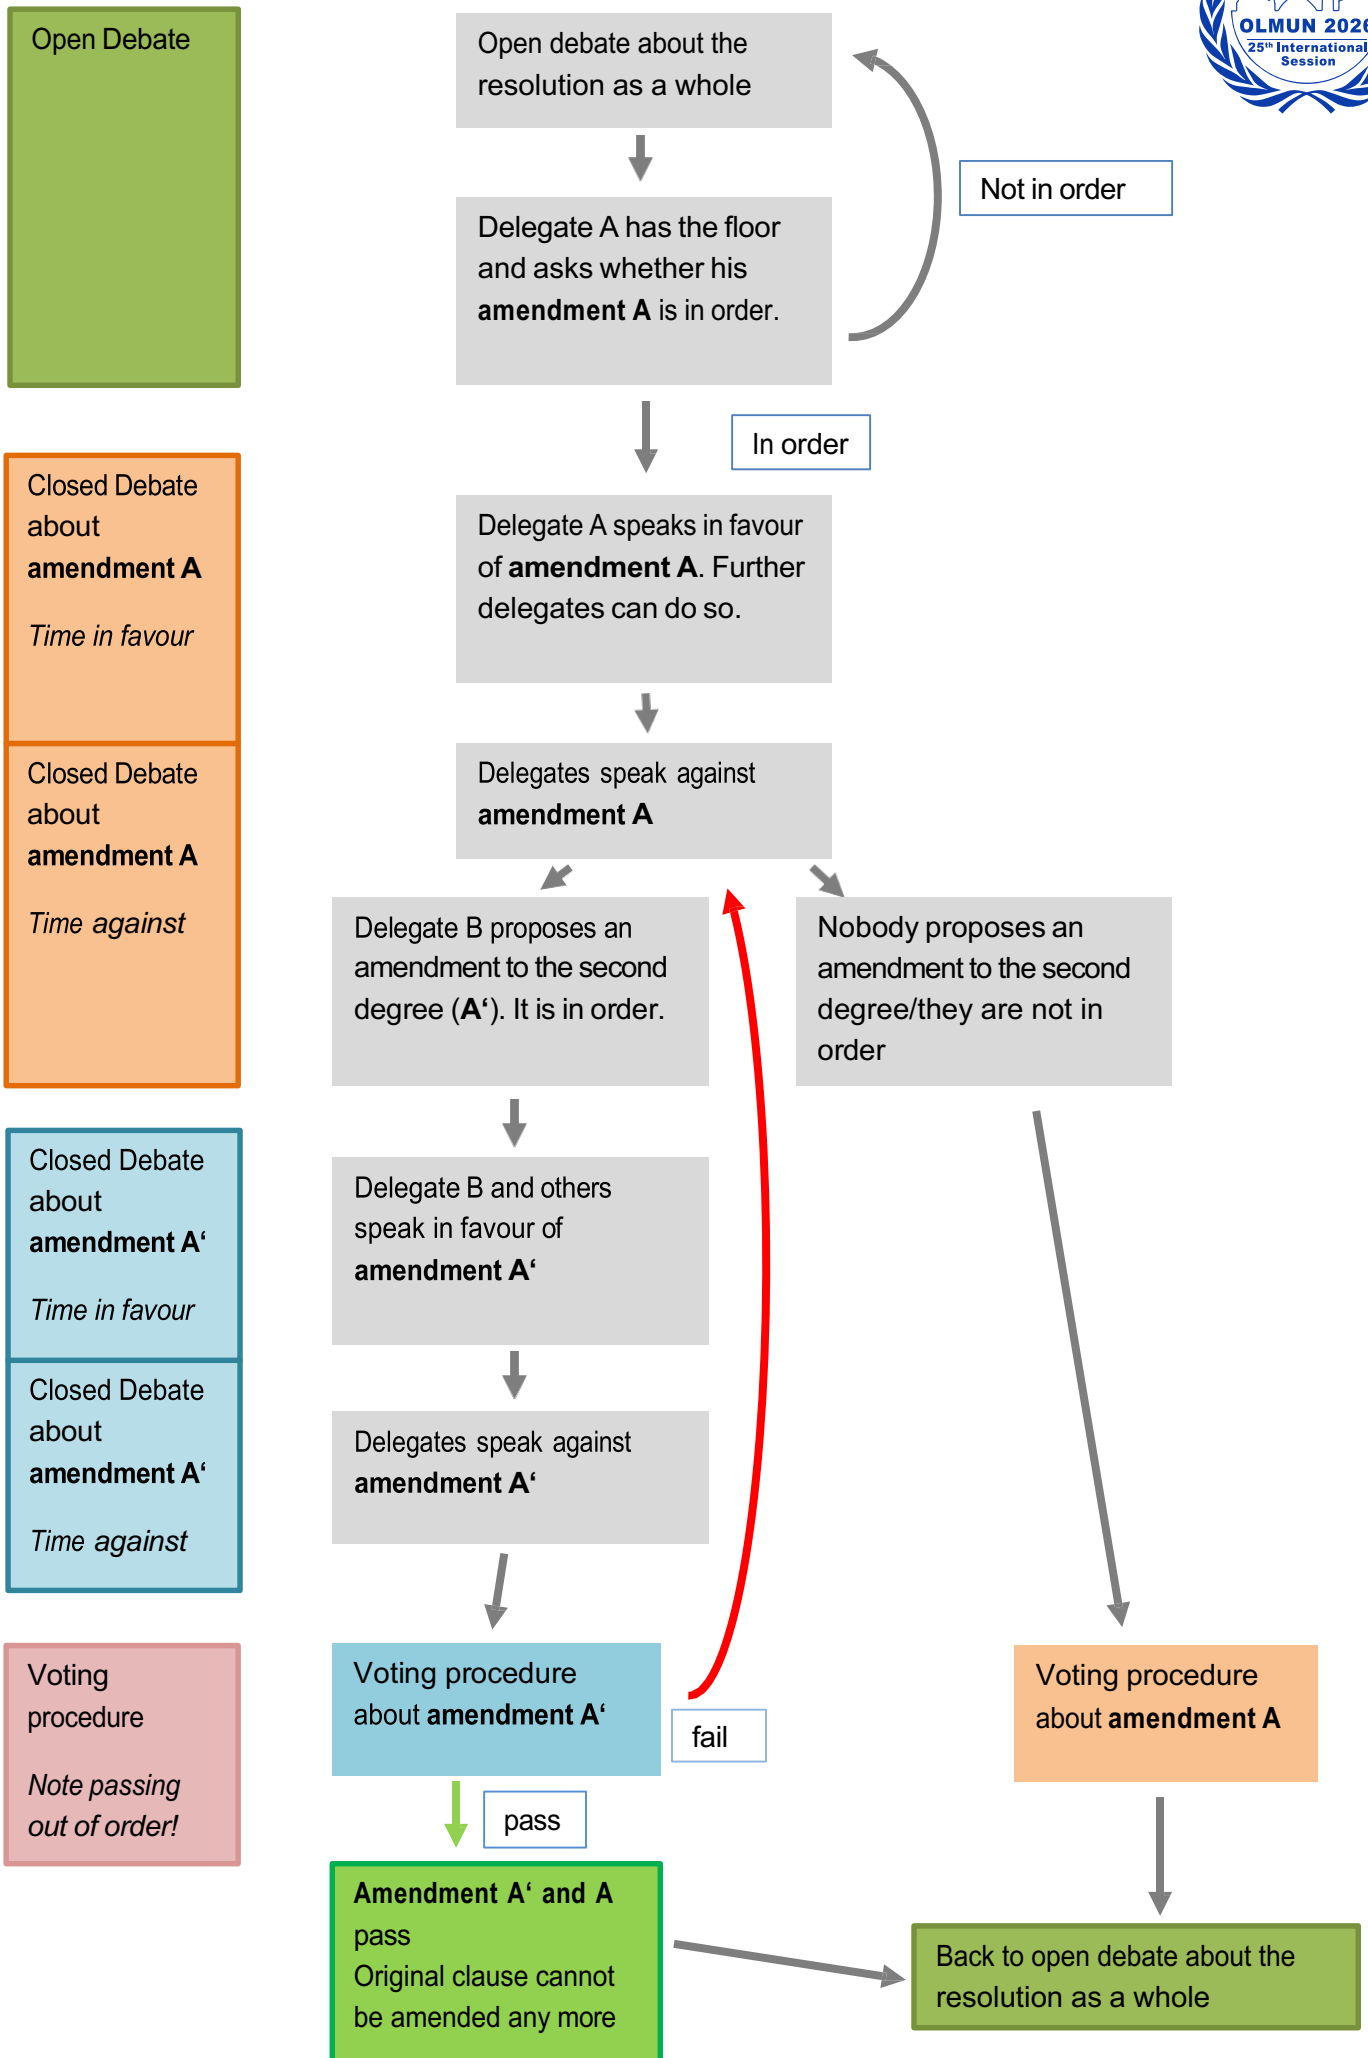 OLMUN 2026
25th International
Session
Open Debate
Open debate about the
resolution as a whole
Not in order
Delegate A has the floor
and asks whether his
amendment A is in order.
In order
Closed Debate
about
amendment A
Time in favour
Delegate A speaks in favour
of amendment A. Further
delegates can do so.
Closed Debate
about
amendment A
Time against
Delegates speak against
amendment A
Delegate B proposes an
amendment to the second
degree (A‘). It is in order.
Nobody proposes an
amendment to the second
degree/they are not in
order
Closed Debate
about
amendment A‘
Time in favour
Delegate B and others
speak in favour of
amendment A‘
Closed Debate
about
amendment A‘
Time against
Delegates speak against
amendment A‘
Voting
procedure
Note passing
out of order!
Voting procedure
about amendment A‘
fail
Voting procedure
about amendment A
pass
Amendment A‘ and A
pass
Original clause cannot
be amended any more
Back to open debate about the
resolution as a whole